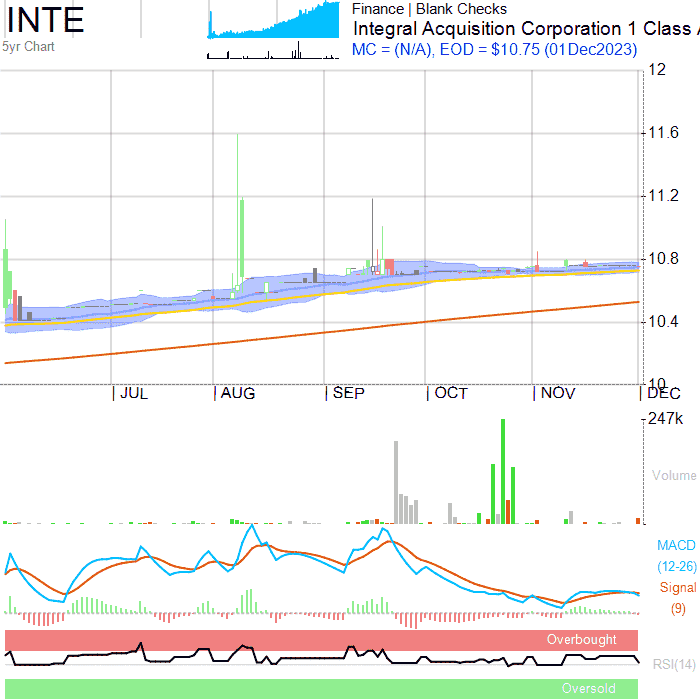 INTE
5yr Chart
Finance | Blank Checks
Integral Acquisition Corporation 1 Class
MC = (N/A), EOD = $10.75 (01Dec2023)
12
11.6
11.2
10.8
10.4
10
JUL
AUG
SEP
OCT
NOV
DEC
247k
Volume
MACD
(12-26)
Signal
(9)
Overbought
RSI(14)
Oversold